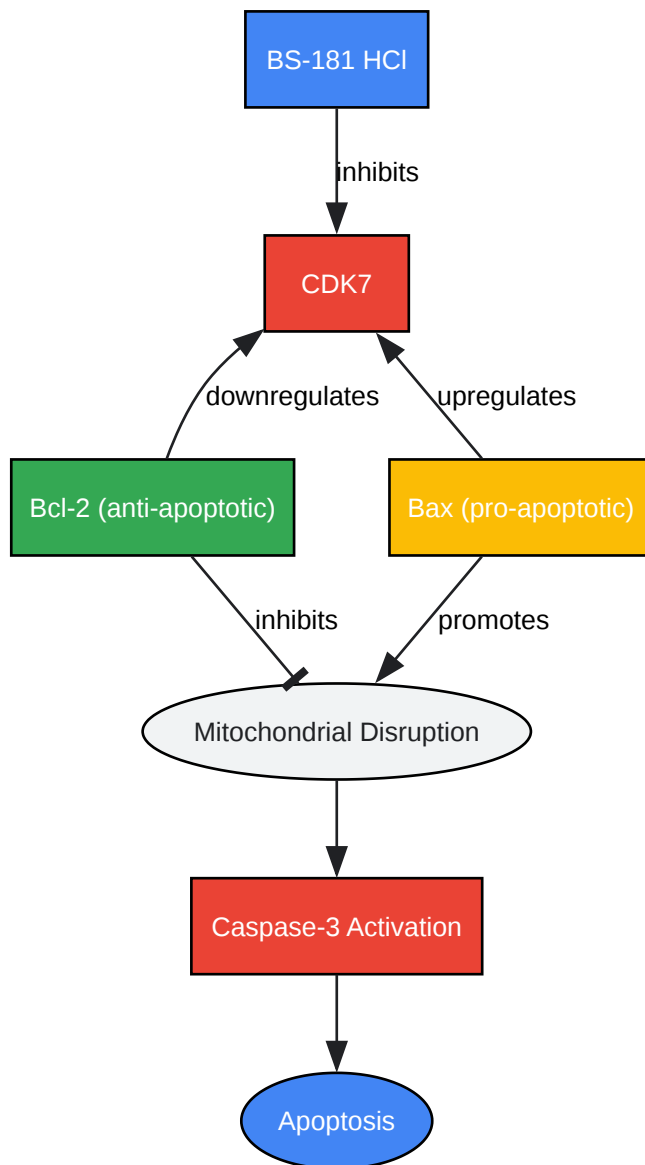 BS-181 HCl
inhibits
CDK7
downregulates
upregulates
Bcl-2 (anti-apoptotic)
Bax (pro-apoptotic)
inhibits
promotes
Mitochondrial Disruption
Caspase-3 Activation
Apoptosis